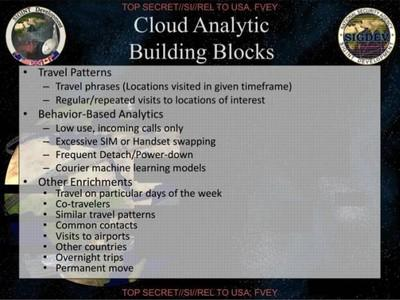 TOP SECRET//SI//REL TO USA, FVEY
Cloud Analytic
Building Blocks
SIGDEV
• Travel Patterns
– Travel phrases (Locations visited in given timeframe)
– Regular/repeated visits to locations of interest
• Behavior-Based Analytics
– Low use, incoming calls only
– Excessive SIM or Handset swapping
– Frequent Detach/Power-down
– Courier machine learning models
• Other Enrichments
• Travel on particular days of the week
• Co-travelers
• Similar travel patterns
• Common contacts
• Visits to airports
• Other countries
• Overnight trips
• Permanent move
TOP SECRET//SI//REL TO USA; FVEY